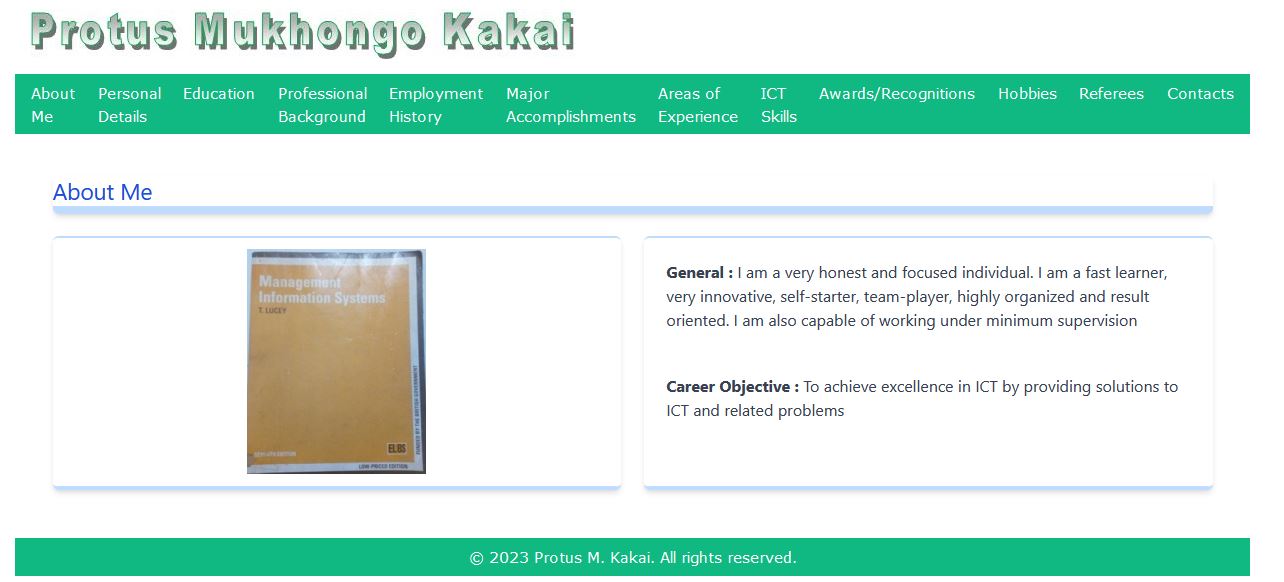 Protus Mukhongo Kakai
About Me
Personal Details
Education
Professional Background
Employment History
Major Accomplishments
Areas of Experience
ICT Skills
Awards/Recognitions
Hobbies
Referees
Contacts
About Me
Management
Information Systems
T. LUCEY
FUNDED BY THE BRITISH GOVERNMENT
ELBS
SEVENTH EDITION
LOW-PRICED EDITION
General : I am a very honest and focused individual. I am a fast learner,
very innovative, self-starter, team-player, highly organized and result
oriented. I am also capable of working under minimum supervision
Career Objective : To achieve excellence in ICT by providing solutions to
ICT and related problems
© 2023 Protus M. Kakai. All rights reserved.